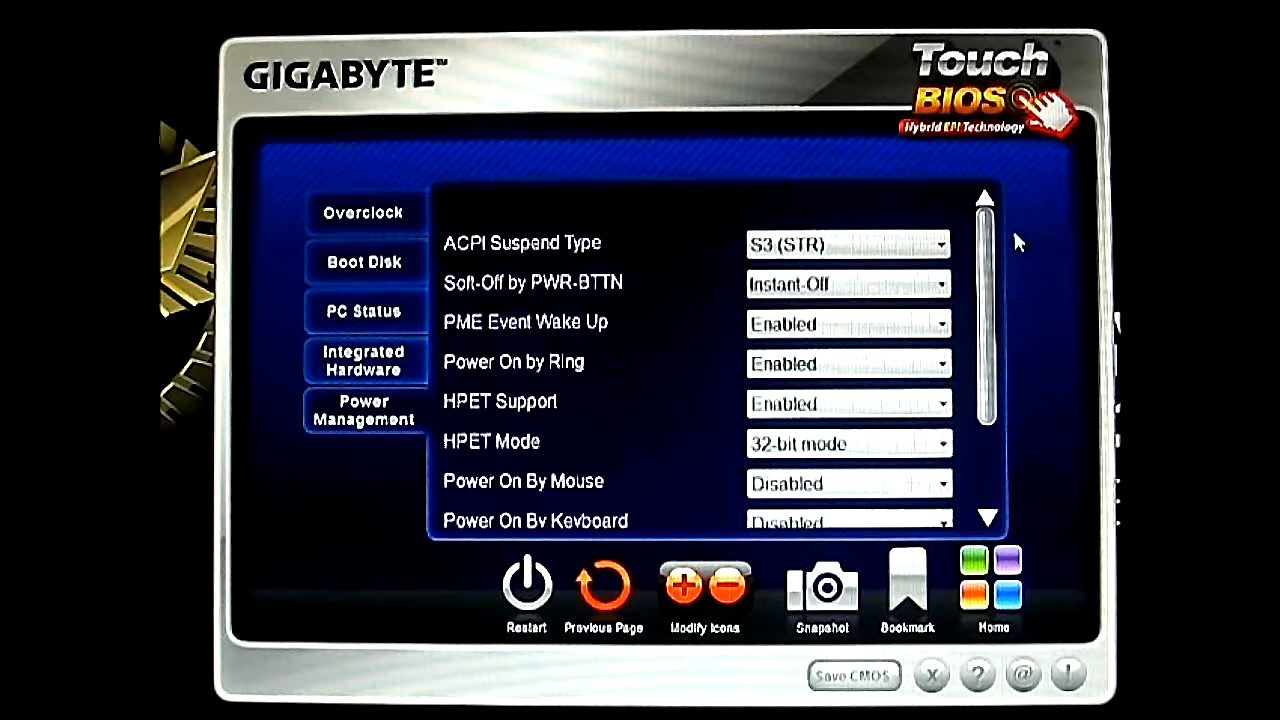 GIGABYTE™
Touch
BIOS
Hybrid EFI Technology
Overclock
Boot Disk
PC Status
Integrated
Hardware
Power
Management
ACPI Suspend Type S3 (STR)
Soft-Off by PWR-BTTN Instant-Off
PME Event Wake Up Enabled
Power On by Ring Enabled
HPET Support Enabled
HPET Mode 32-bit mode
Power On By Mouse Disabled
Power On By Keyboard Disabled
Restart
Previous Page
Modify Icons
Snapshot
Bookmark
Home
Save CMOS
X
?
@
!